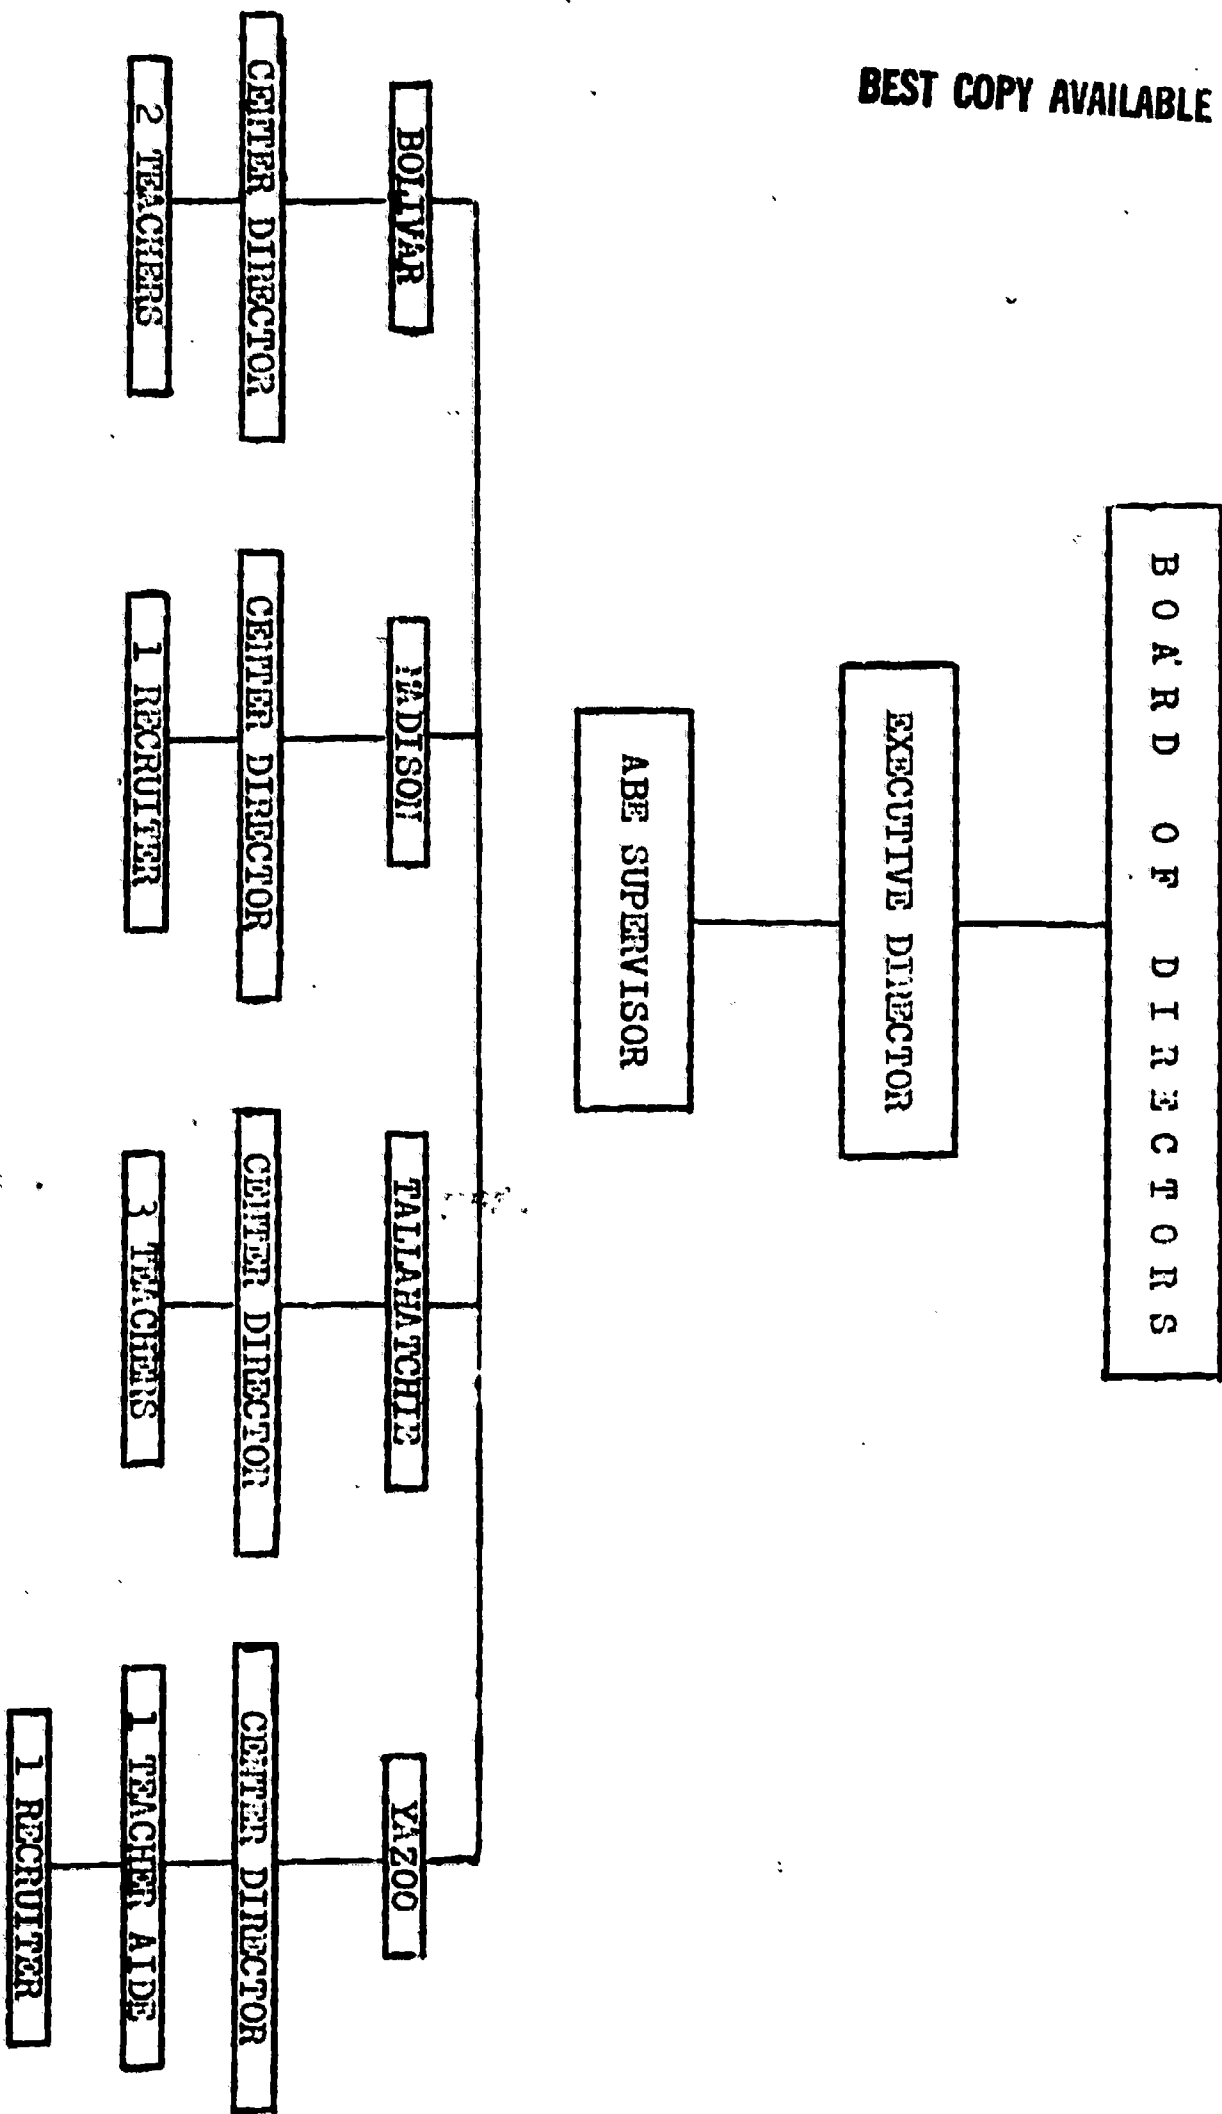 BEST COPY AVAILABLE
BOARD OF DIRECTORS
EXECUTIVE DIRECTOR
ABE SUPERVISOR
BOLIVAR
MADISON
TALLAHATCHIE
YAZOO
CENTER DIRECTOR
CENTER DIRECTOR
CENTER DIRECTOR
CENTER DIRECTOR
2 TEACHERS
1 RECRUITER
3 TEACHERS
1 TEACHER AIDE
1 RECRUITER